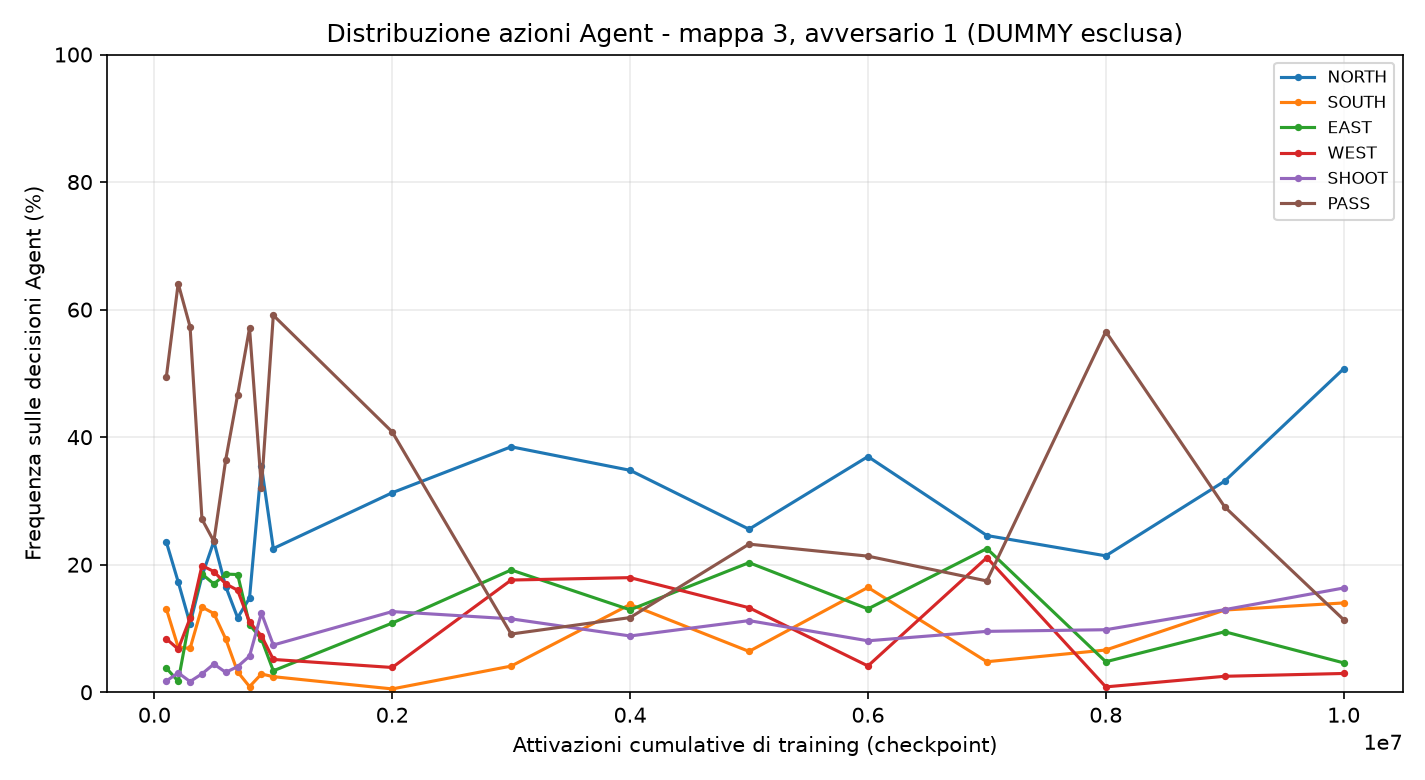 Distribuzione azioni Agent - mappa 3, avversario 1 (DUMMY esclusa)
100
80
60
40
20
0
Frequenza sulle decisioni Agent (%)
NORTH
SOUTH
EAST
WEST
SHOOT
PASS
0.0
0.2
0.4
0.6
0.8
1.0
1e7
Attivazioni cumulative di training (checkpoint)